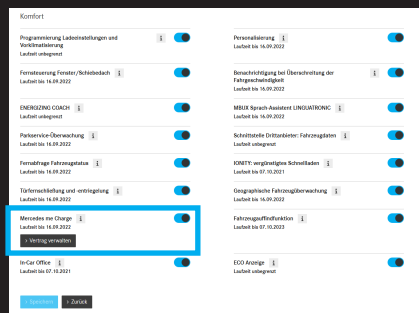 Komfort
Programmierung Ladeeinstellungen und
Vorklimatisierung
Laufzeit unbegrenzt
Personalisierung i
Laufzeit bis 16.09.2022
Fernsteuerung Fenster/Schiebedach i
Laufzeit bis 16.09.2022
Benachrichtigung bei Überschreitung der
Fahrgeschwindigkeit
Laufzeit bis 16.09.2022
ENERGIZING COACH i
Laufzeit unbegrenzt
MBUX Sprach-Assistent LINGUATRONIC i
Laufzeit bis 16.09.2022
Parkservice-Überwachung i
Laufzeit bis 16.09.2022
Schnittstelle Drittanbieter: Fahrzeugdaten i
Laufzeit unbegrenzt
Fernabfrage Fahrzeugstatus i
Laufzeit bis 16.09.2022
IONITY: vergünstigtes Schnellladen i
Laufzeit bis 07.10.2021
Türfernschließung und -entriegelung i
Laufzeit bis 16.09.2022
Geographische Fahrzeugüberwachung i
Laufzeit bis 16.09.2022
Mercedes me Charge i
Laufzeit bis 16.09.2022
> Vertrag verwalten
Fahrzeugauffindfunktion i
Laufzeit bis 07.10.2023
In-Car Office i
Laufzeit bis 07.10.2021
ECO Anzeige i
Laufzeit unbegrenzt
> Speichern > Zurück